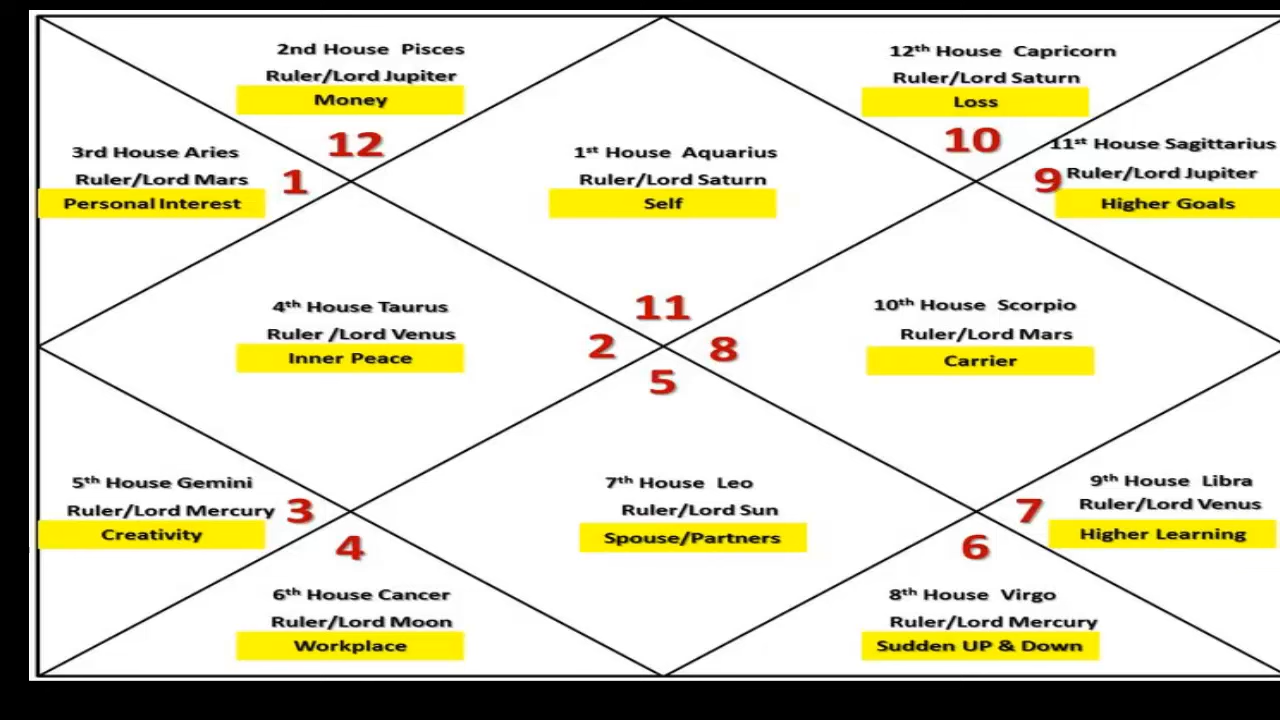 2nd House Pisces
Ruler/Lord Jupiter
Money
12
12th House Capricorn
Ruler/Lord Saturn
Loss
10
3rd House Aries
Ruler/Lord Mars
Personal Interest
1
1st House Aquarius
Ruler/Lord Saturn
Self
11
11st House Sagittarius
Ruler/Lord Jupiter
Higher Goals
9
4th House Taurus
Ruler /Lord Venus
Inner Peace
2
10th House Scorpio
Ruler/Lord Mars
Carrier
8
5
5th House Gemini
Ruler/Lord Mercury
Creativity
3
7th House Leo
Ruler/Lord Sun
Spouse/Partners
9th House Libra
Ruler/Lord Venus
Higher Learning
7
4
6th House Cancer
Ruler/Lord Moon
Workplace
6
8th House Virgo
Ruler/Lord Mercury
Sudden UP & Down